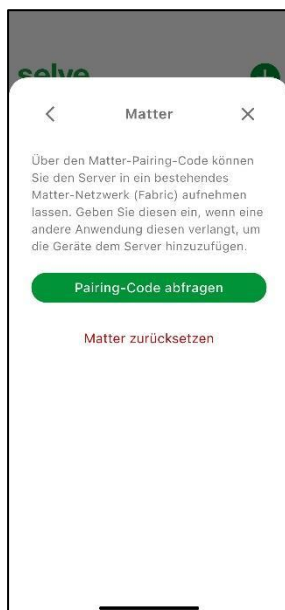 selve
Matter
Über den Matter-Pairing-Code können
Sie den Server in ein bestehendes
Matter-Netzwerk (Fabric) aufnehmen
lassen. Geben Sie diesen ein, wenn eine
andere Anwendung diesen verlangt, um
die Geräte dem Server hinzuzufügen.
Pairing-Code abfragen
Matter zurücksetzen